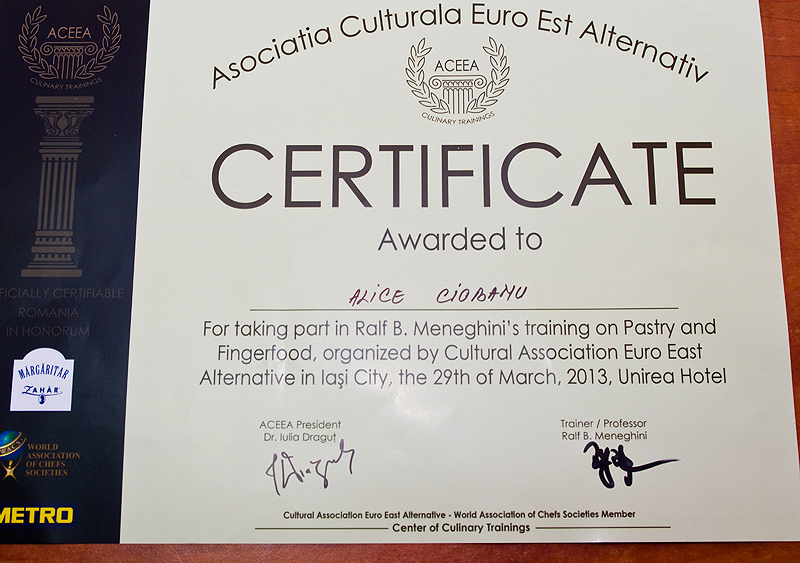 ACEEA
CULINARY TRAININGS
FICIALLY CERTIFIABLE
ROMANIA
IN HONORUM
MĂRGĂRITAR
ZAHĂR
WACS
WORLD
ASSOCIATION
OF CHEFS
SOCIETIES
METRO
Asociatia Culturala Euro Est Alternativ
ACEEA
CULINARY TRAININGS
CERTIFICATE
Awarded to
ALICE CIOBANU
For taking part in Ralf B. Meneghini's training on Pastry and
Fingerfood, organized by Cultural Association Euro East
Alternative in Iaşi City, the 29th of March, 2013, Unirea Hotel
ACEEA President
Dr. Iulia Draguț
Trainer / Professor
Ralf B. Meneghini
Cultural Association Euro East Alternative - World Association of Chefs Societies Member
Center of Culinary Trainings